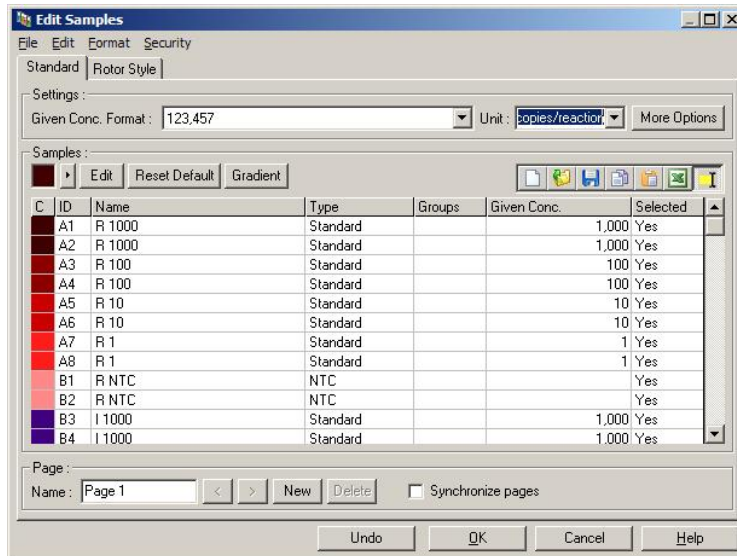 Edit Samples
File Edit Format Security
Standard Rotor Style
Settings :
Given Conc. Format : 123,457 Unit : copies/reaction More Options
Samples :
Edit Reset Default Gradient
C ID Name Type Groups Given Conc. Selected
A1 R 1000 Standard 1,000 Yes
A2 R 1000 Standard 1,000 Yes
A3 R 100 Standard 100 Yes
A4 R 100 Standard 100 Yes
A5 R 10 Standard 10 Yes
A6 R 10 Standard 10 Yes
A7 R 1 Standard 1 Yes
A8 R 1 Standard 1 Yes
B1 R NTC NTC Yes
B2 R NTC NTC Yes
B3 I 1000 Standard 1,000 Yes
B4 I 1000 Standard 1,000 Yes
Page :
Name : Page 1 < > New Delete Synchronize pages
Undo OK Cancel Help